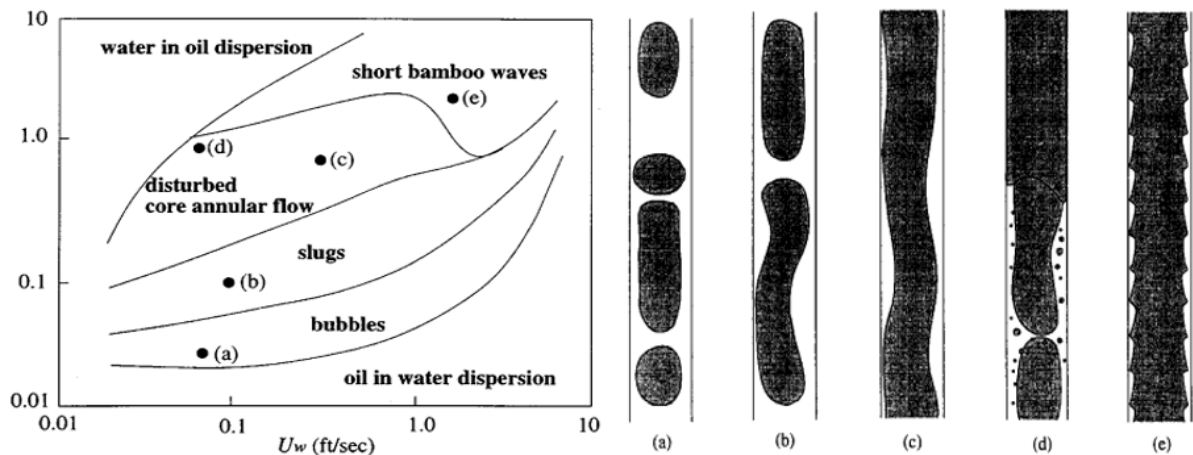 10
water in oil dispersion
short bamboo waves
(e)
1.0
(d)
(c)
disturbed
core annular flow
slugs
0.1
(b)
bubbles
(a)
oil in water dispersion
0.01
0.01
0.1
1.0
10
Uw (ft/sec)
(a)
(b)
(c)
(d)
(e)